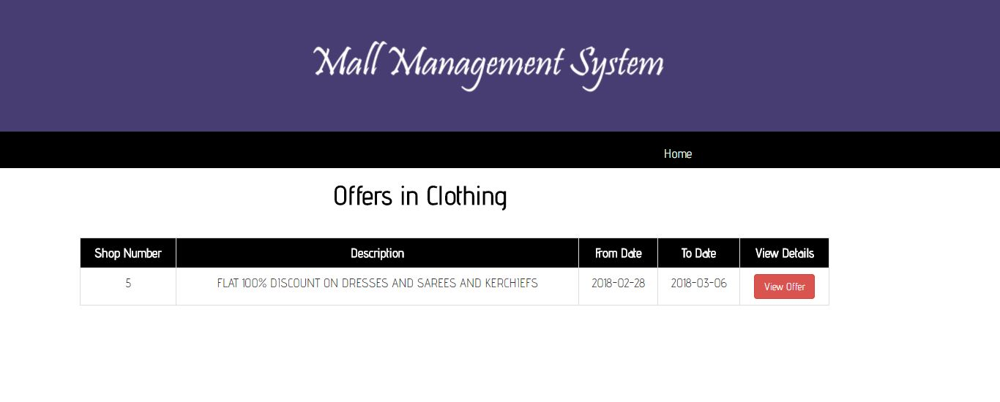 Mall Management System
Home
Offers in Clothing
Shop Number Description From Date To Date View Details
5 FLAT 100% DISCOUNT ON DRESSES AND SAREES AND KERCHIEFS 2018-02-28 2018-03-06 View Offer